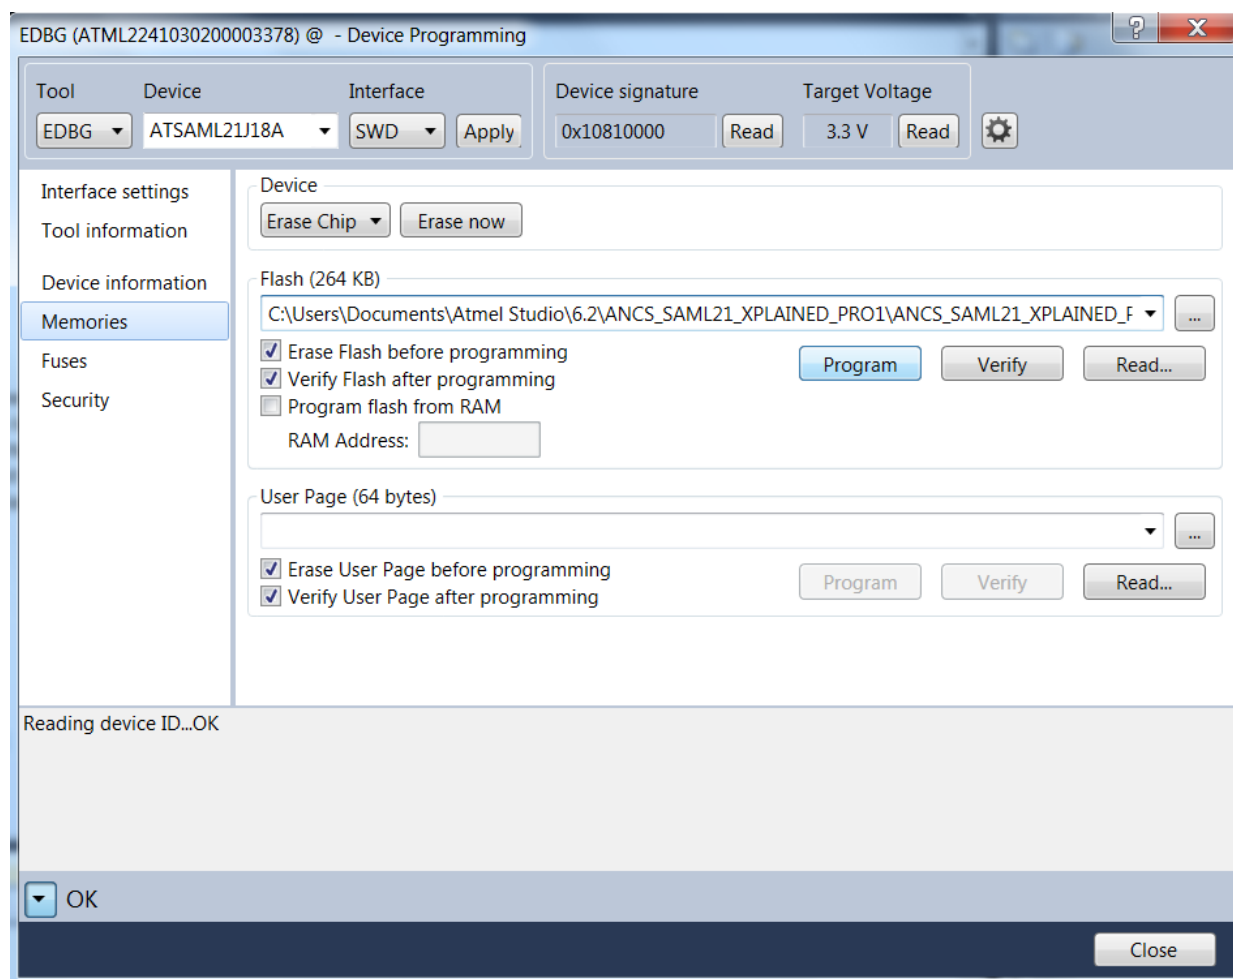 EDBG (ATML2241030200003378) @  - Device Programming
Tool Device Interface Device signature Target Voltage
EDBG ATSAML21J18A SWD Apply 0x10810000 Read 3.3 V Read
Interface settings
Tool information
Device information
Memories
Fuses
Security
Device
Erase Chip Erase now
Flash (264 KB)
C:\Users\Documents\Atmel Studio\6.2\ANCS_SAML21_XPLAINED_PRO1\ANCS_SAML21_XPLAINED_F ...
Erase Flash before programming
Verify Flash after programming
Program flash from RAM
RAM Address:
Program Verify Read...
User Page (64 bytes)
...
Erase User Page before programming
Verify User Page after programming
Program Verify Read...
Reading device ID...OK
OK
Close